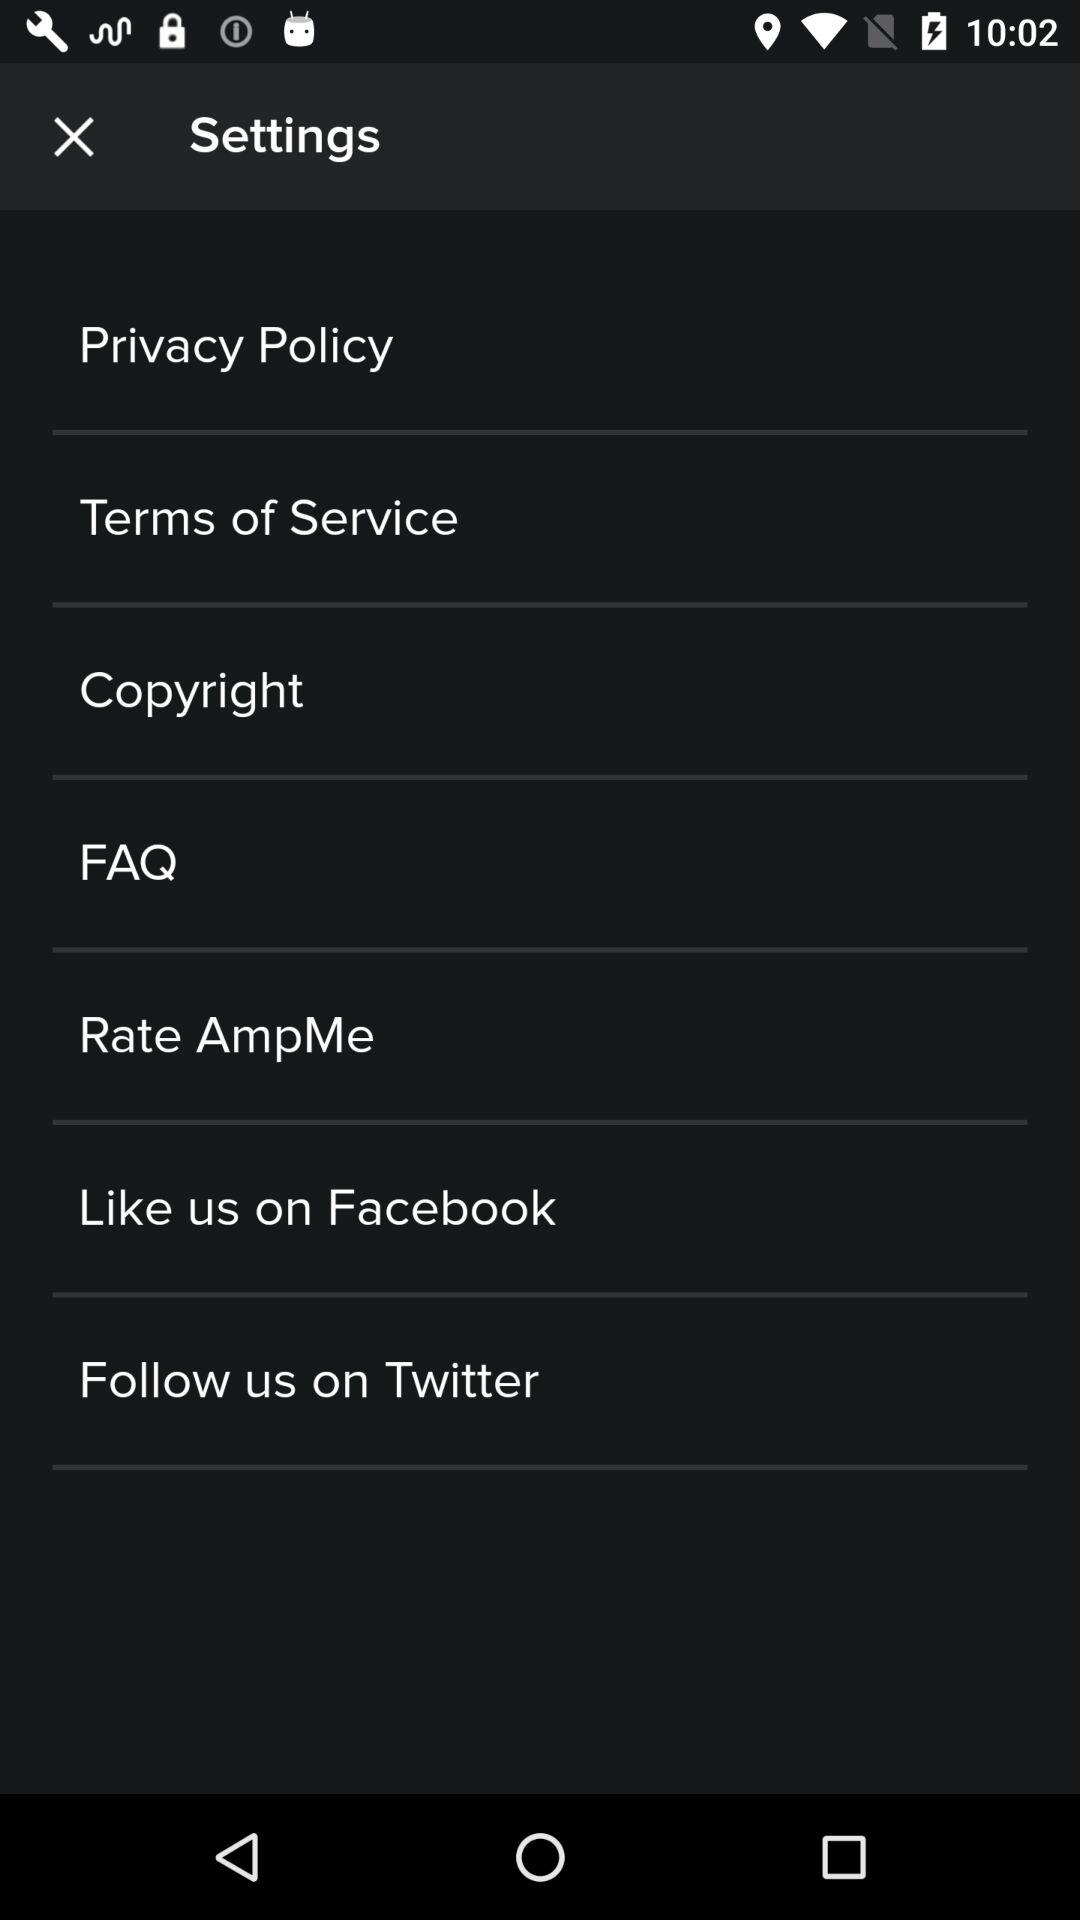 10:02
Settings
Privacy Policy
Terms of Service
Copyright
FAQ
Rate AmpMe
Like us on Facebook
Follow us on Twitter